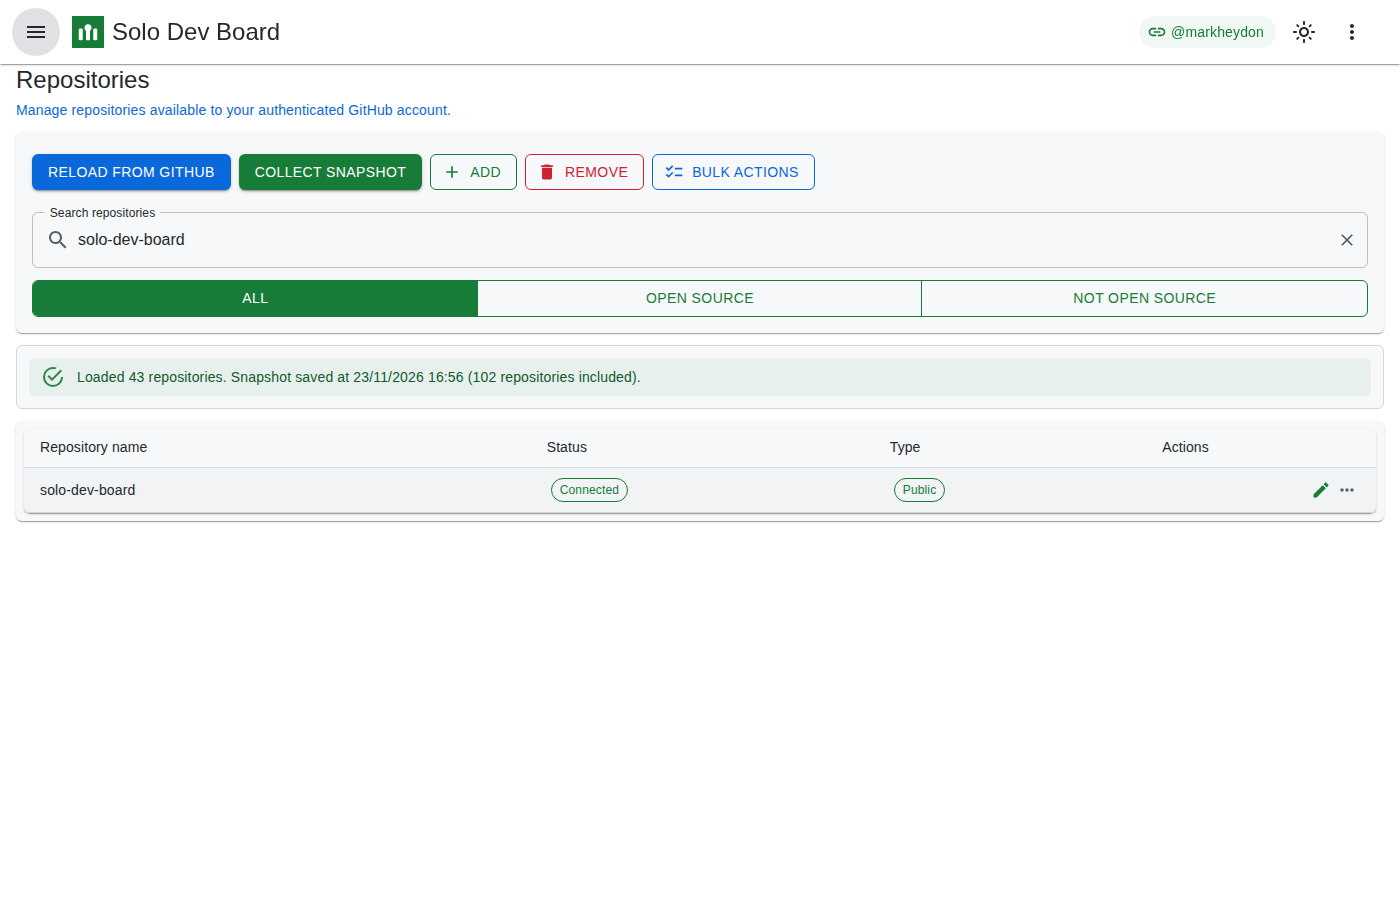 Solo Dev Board
@markheydon
Repositories
Manage repositories available to your authenticated GitHub account.
RELOAD FROM GITHUB
COLLECT SNAPSHOT
ADD
REMOVE
BULK ACTIONS
Search repositories
solo-dev-board
ALL
OPEN SOURCE
NOT OPEN SOURCE
Loaded 43 repositories. Snapshot saved at 23/11/2026 16:56 (102 repositories included).
Repository name Status Type Actions
solo-dev-board Connected Public